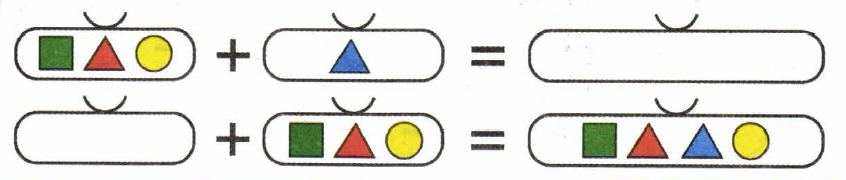 + =
+ =